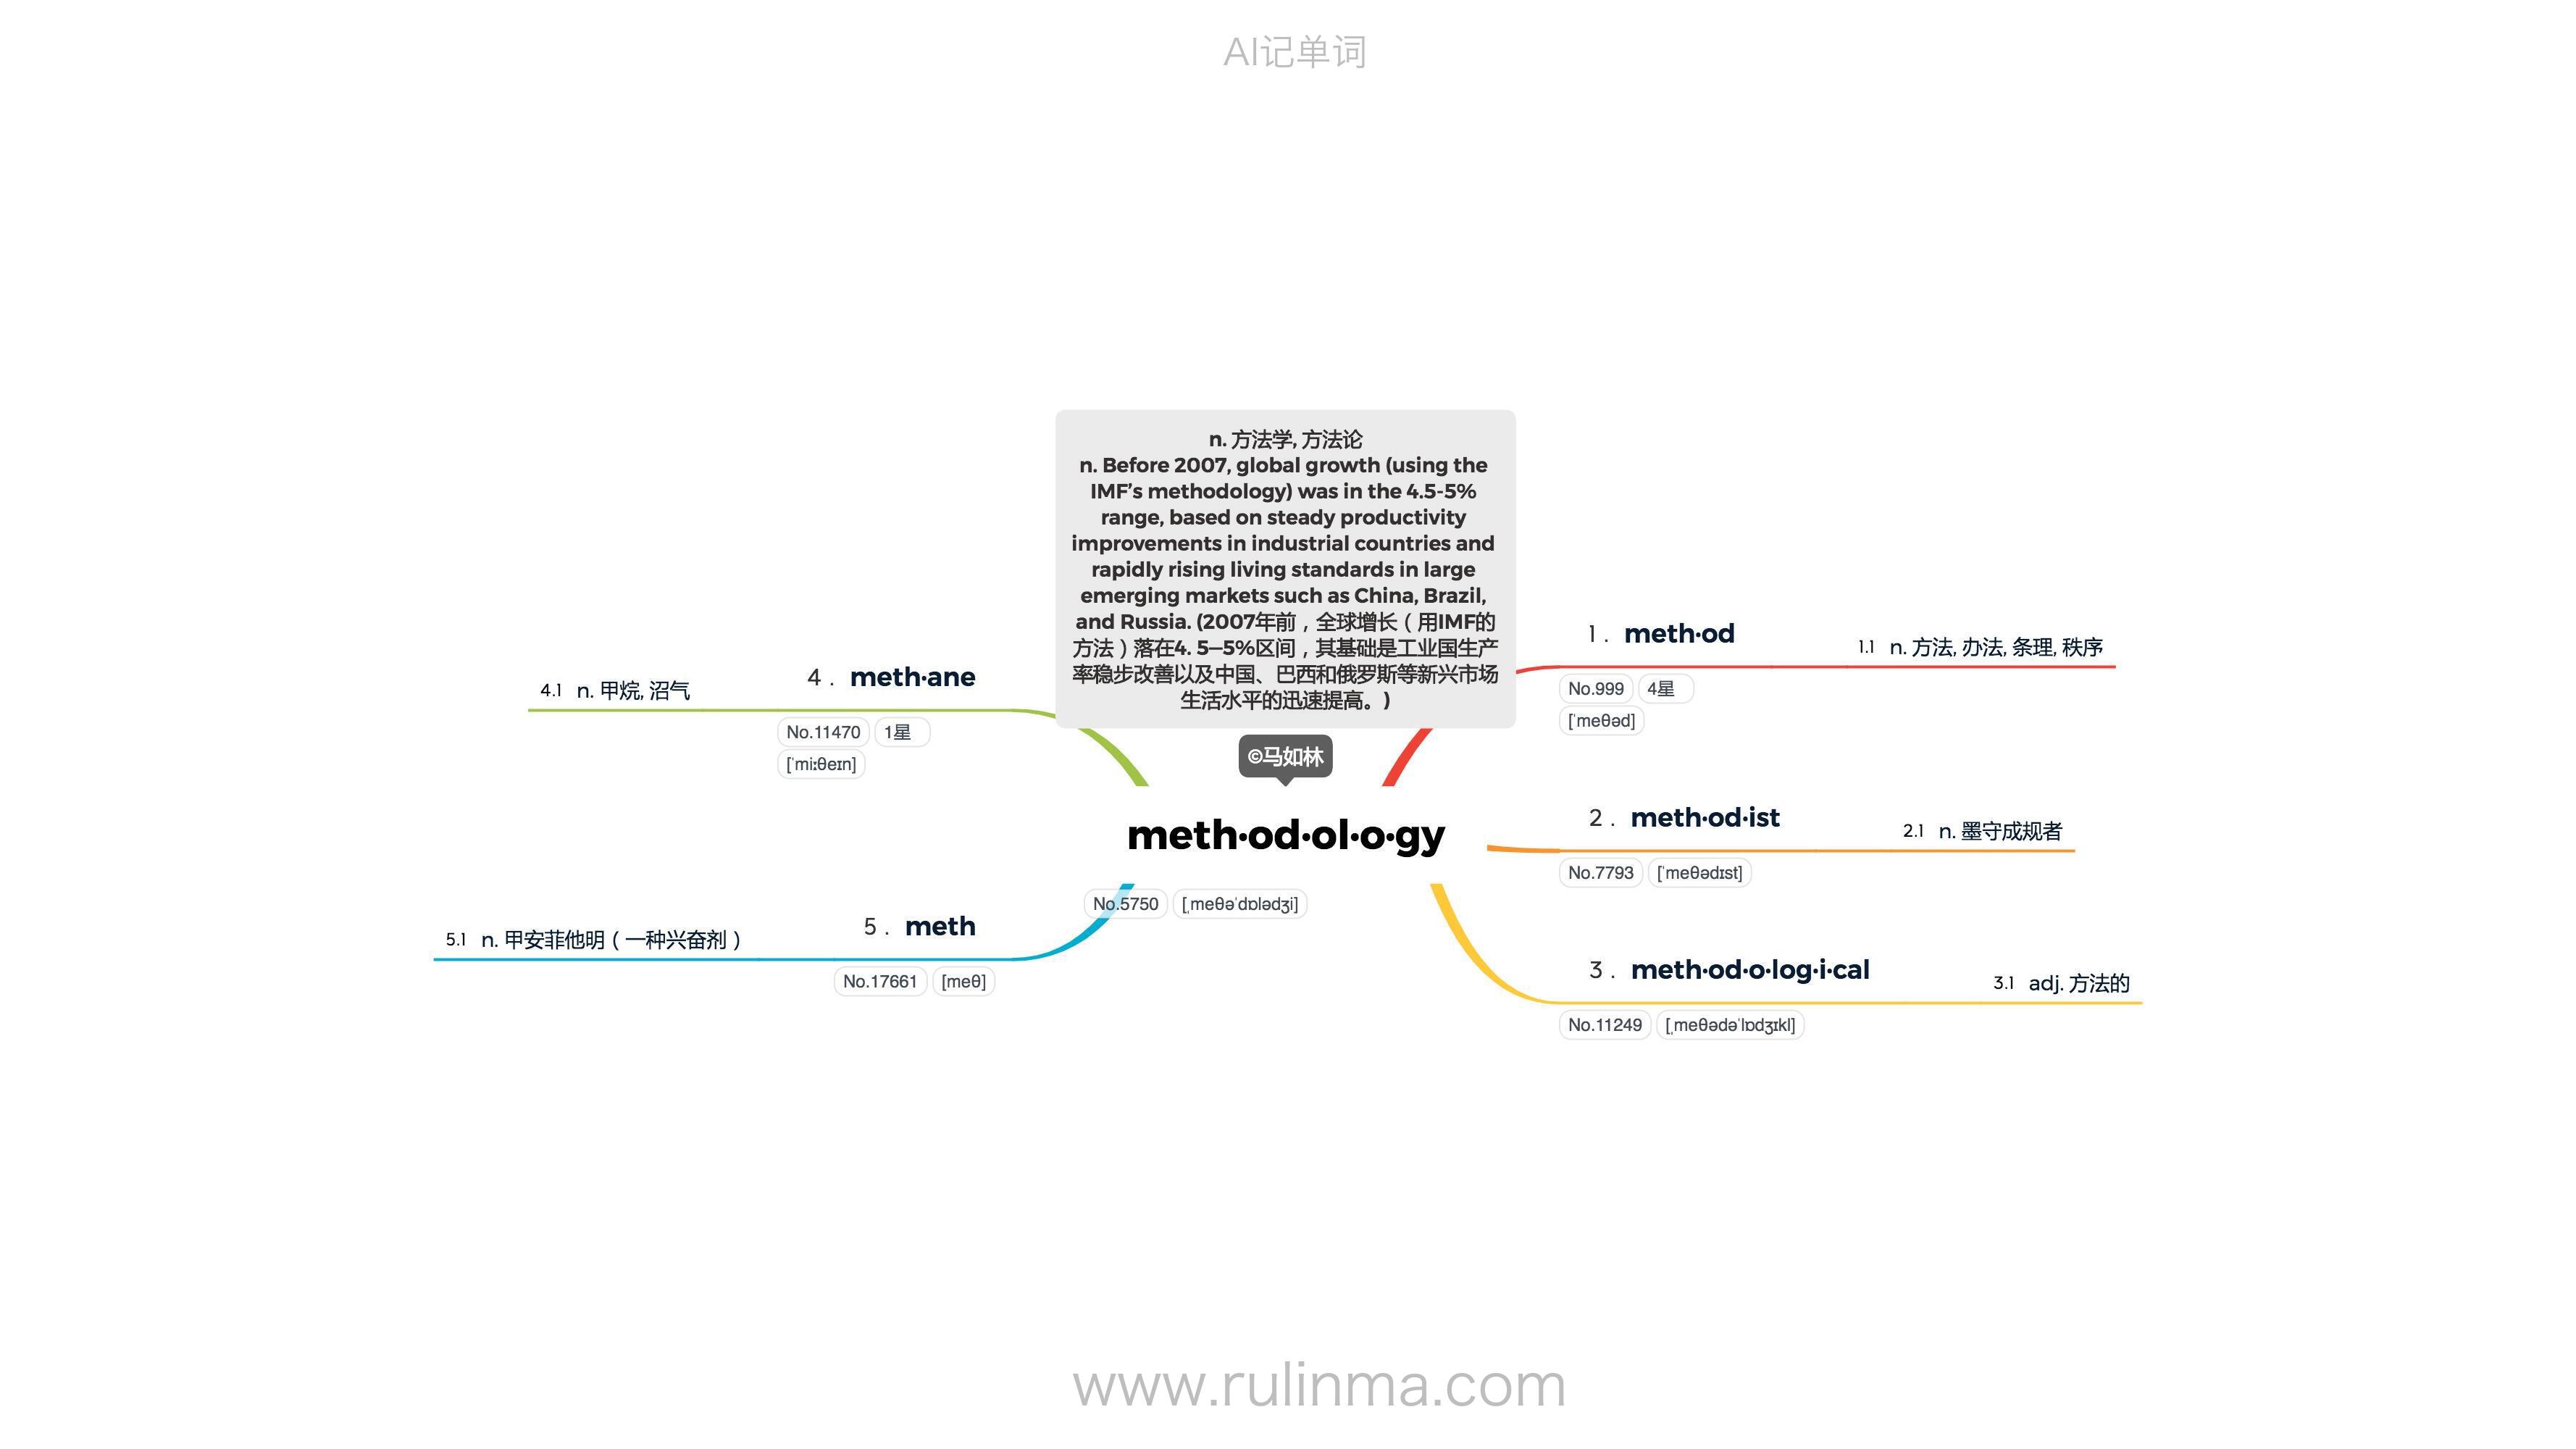 AI记单词
n. 方法学, 方法论
n. Before 2007, global growth (using the
IMF’s methodology) was in the 4.5-5%
range, based on steady productivity
improvements in industrial countries and
rapidly rising living standards in large
emerging markets such as China, Brazil,
and Russia. (2007年前，全球增长（用IMF的
方法）落在4. 5—5%区间，其基础是工业国生产
率稳步改善以及中国、巴西和俄罗斯等新兴市场
生活水平的迅速提高。)
©马如林
meth·od·ol·o·gy
No.5750 [ˌmeθəˈdɒlədʒi]
1 . meth·od
1.1 n. 方法, 办法, 条理, 秩序
No.999 4星
[ˈmeθəd]
2 . meth·od·ist
2.1 n. 墨守成规者
No.7793 [ˈmeθədɪst]
3 . meth·od·o·log·i·cal
3.1 adj. 方法的
No.11249 [ˌmeθədəˈlɒdʒɪkl]
4 . meth·ane
4.1 n. 甲烷, 沼气
No.11470 1星
[ˈmiːθeɪn]
5 . meth
5.1 n. 甲安菲他明（一种兴奋剂）
No.17661 [meθ]
www.rulinma.com